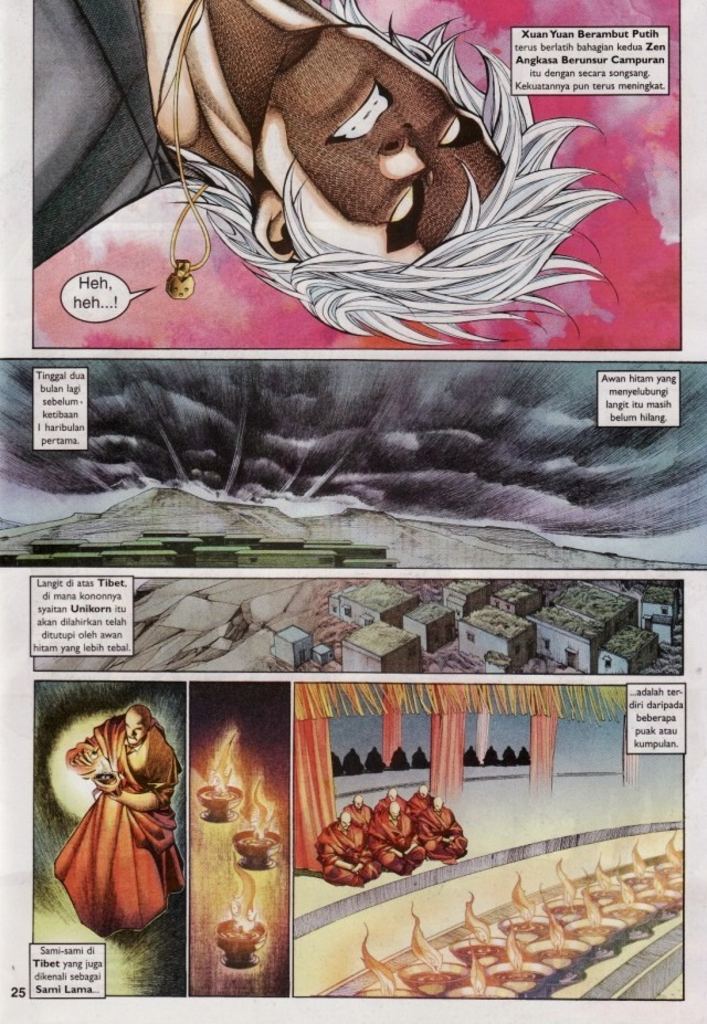 Xuan Yuan Berambut Putih
terus berlatih bahagian kedua Zen
Angkasa Berunsur Campuran
itu dengan secara songsang.
Kekuatannya pun terus meningkat.
Heh,
heh...!
Tinggal dua
bulan lagi
sebelum-
ketibaan
1 haribulan
pertama.
Awan hitam yang
menyelubungi
langit itu masih
belum hilang.
Langit di atas Tibet,
di mana kononnya
syaitan Unikorn itu
akan dilahirkan telah
ditutupi oleh awan
hitam yang lebih tebal.
Sami-sami di
Tibet yang juga
dikenali sebagai
Sami Lama...
...adalah ter-
diri daripada
beberapa
puak atau
kumpulan.
25